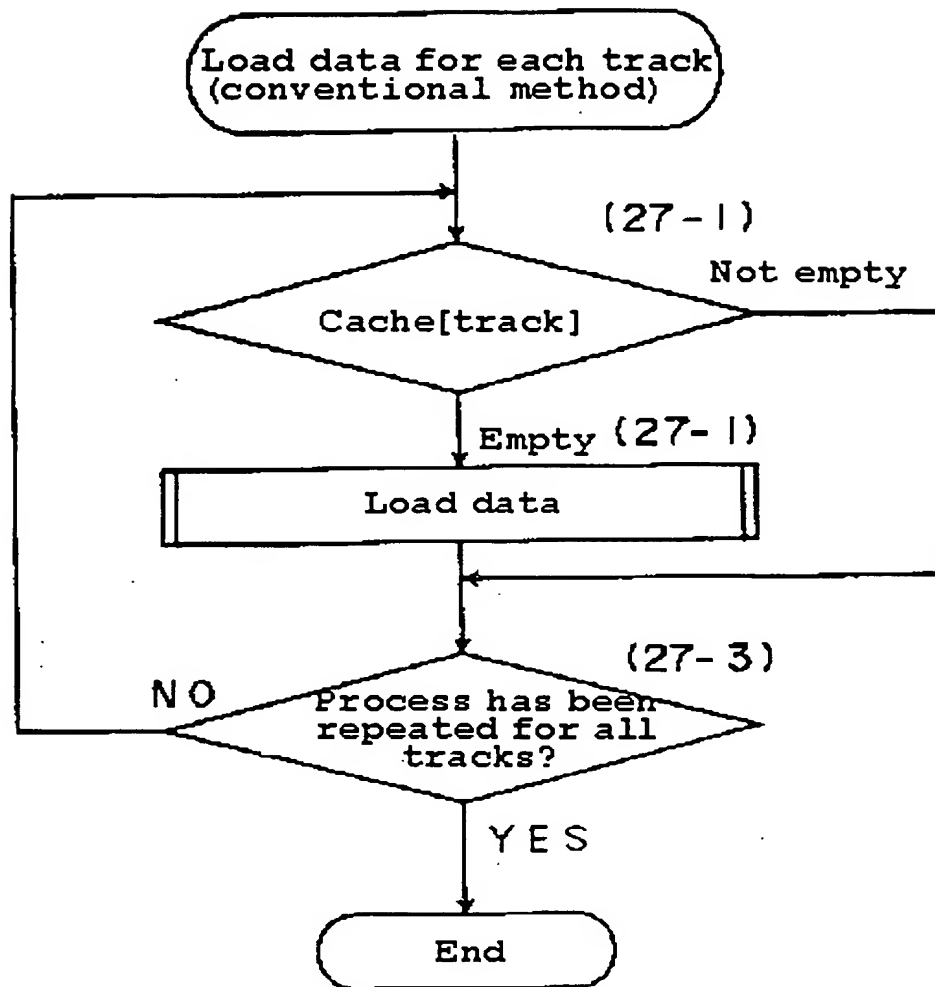 Load data for each track
(conventional method)
(27-1)
Not empty
Cache[track]
Empty (27-1)
Load data
(27-3)
NO
Process has been
repeated for all
tracks?
YES
End